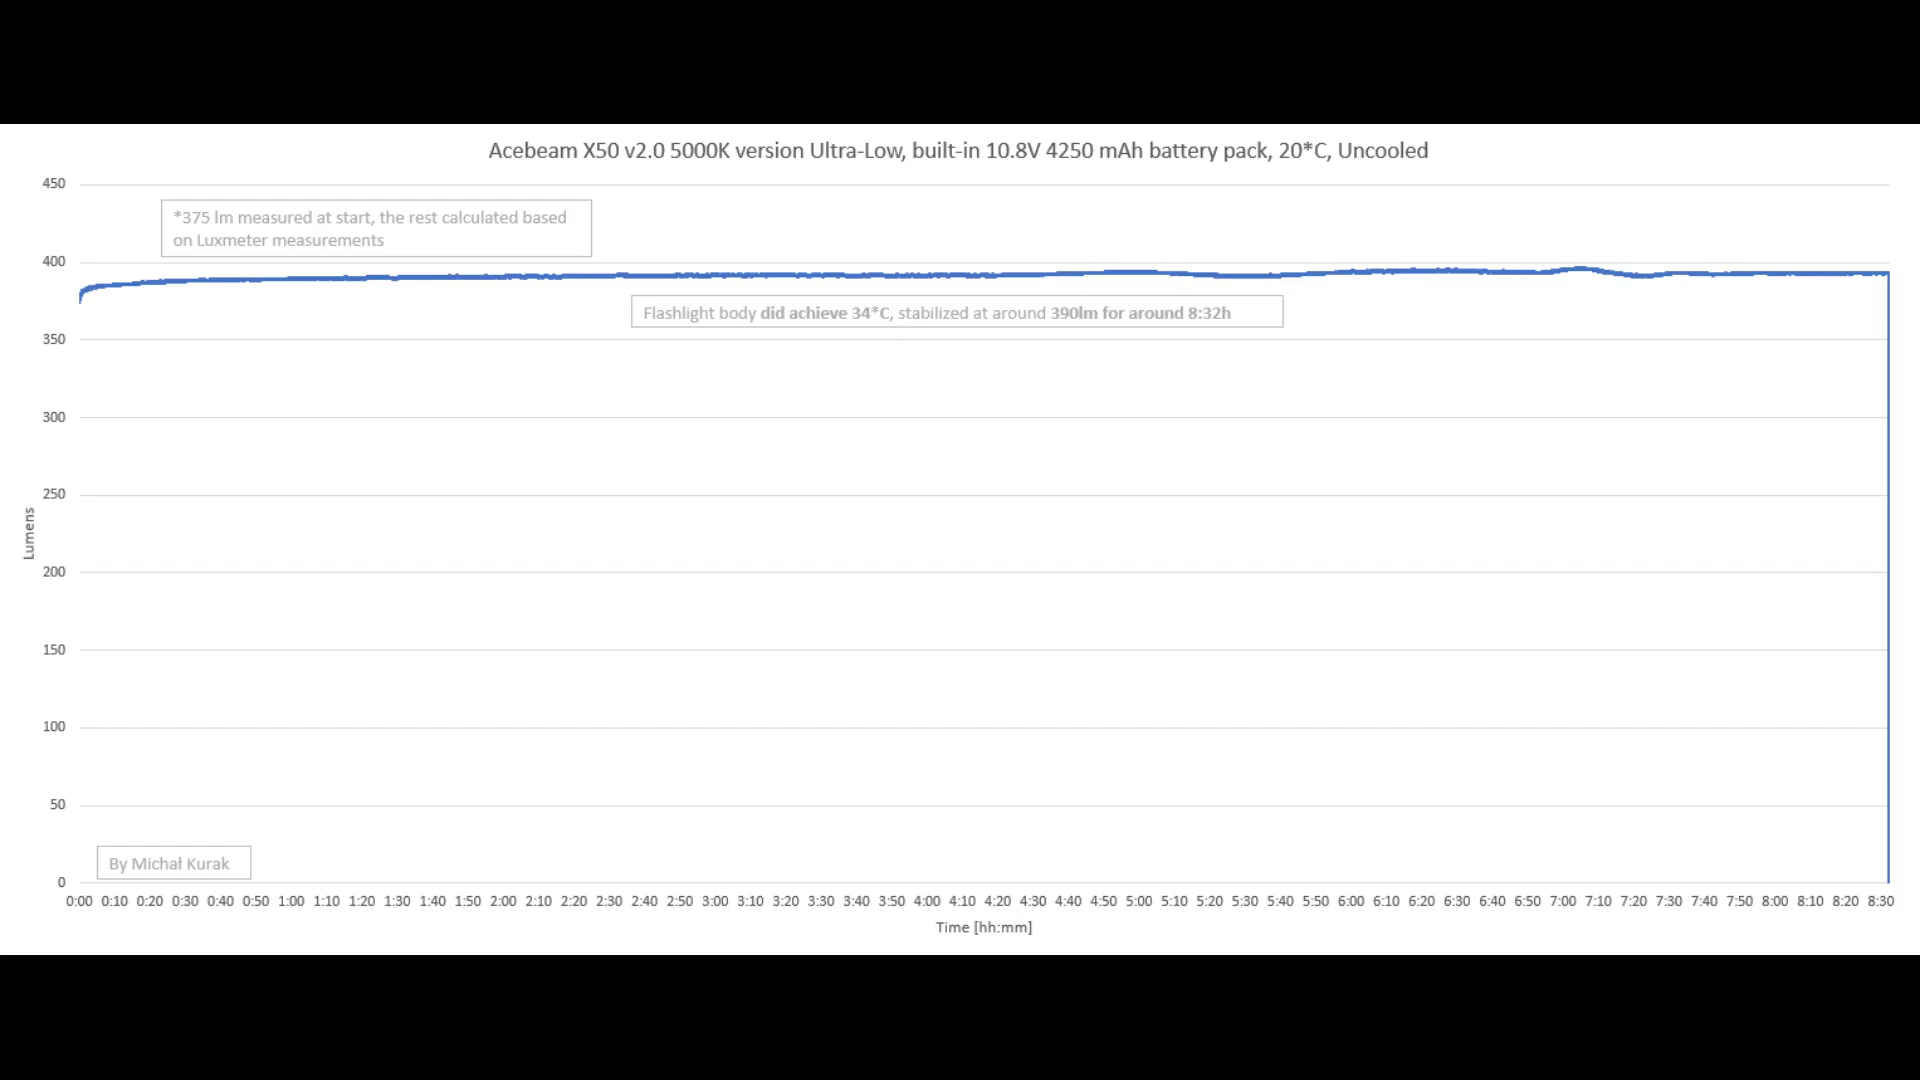 Acebeam X50 v2.0 5000K version Ultra-Low, built-in 10.8V 4250 mAh battery pack, 20*C, Uncooled
450
*375 lm measured at start, the rest calculated based
on Luxmeter measurements
400
Flashlight body did achieve 34*C, stabilized at around 390lm for around 8:32h
350
300
250
Lumens
200
150
100
50
By Michał Kurak
0
0:00 0:10 0:20 0:30 0:40 0:50 1:00 1:10 1:20 1:30 1:40 1:50 2:00 2:10 2:20 2:30 2:40 2:50 3:00 3:10 3:20 3:30 3:40 3:50 4:00 4:10 4:20 4:30 4:40 4:50 5:00 5:10 5:20 5:30 5:40 5:50 6:00 6:10 6:20 6:30 6:40 6:50 7:00 7:10 7:20 7:30 7:40 7:50 8:00 8:10 8:20 8:30
Time [hh:mm]